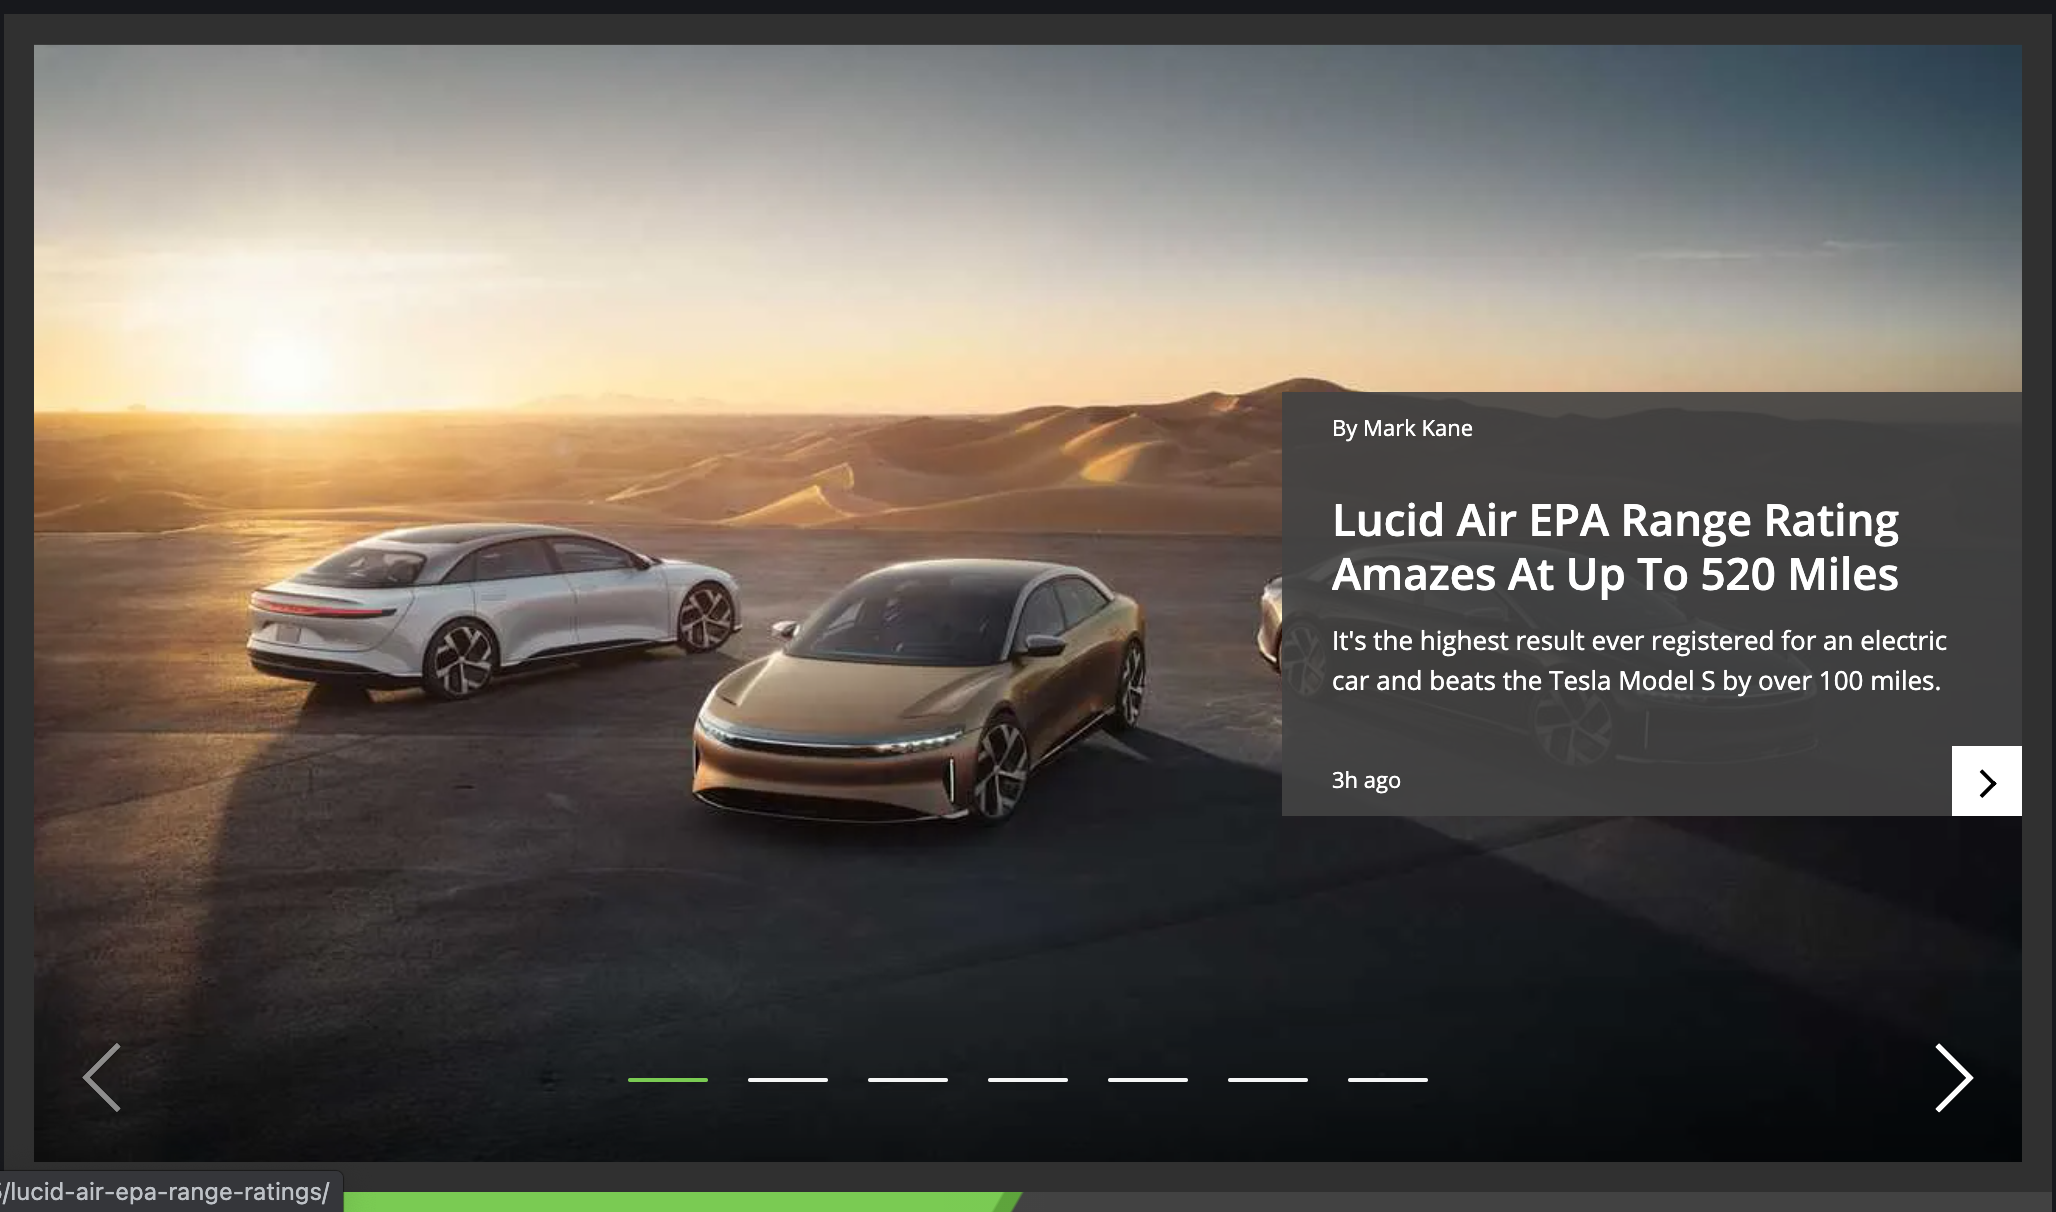 By Mark Kane
Lucid Air EPA Range Rating
Amazes At Up To 520 Miles
It's the highest result ever registered for an electric
car and beats the Tesla Model S by over 100 miles.
3h ago
/lucid-air-epa-range-ratings/